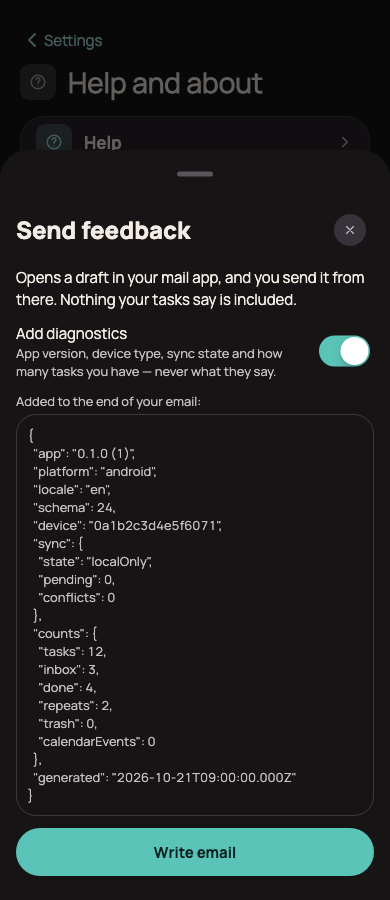 Settings
Help and about
Help
Send feedback
Opens a draft in your mail app, and you send it from
there. Nothing your tasks say is included.
Add diagnostics
App version, device type, sync state and how
many tasks you have — never what they say.
Added to the end of your email:
{
"app": "0.1.0 (1)",
"platform": "android",
"locale": "en",
"schema": 24,
"device": "0a1b2c3d4e5f6071",
"sync": {
"state": "localOnly",
"pending": 0,
"conflicts": 0
},
"counts": {
"tasks": 12,
"inbox": 3,
"done": 4,
"repeats": 2,
"trash": 0,
"calendarEvents": 0
},
"generated": "2026-10-21T09:00:00.000Z"
}
Write email